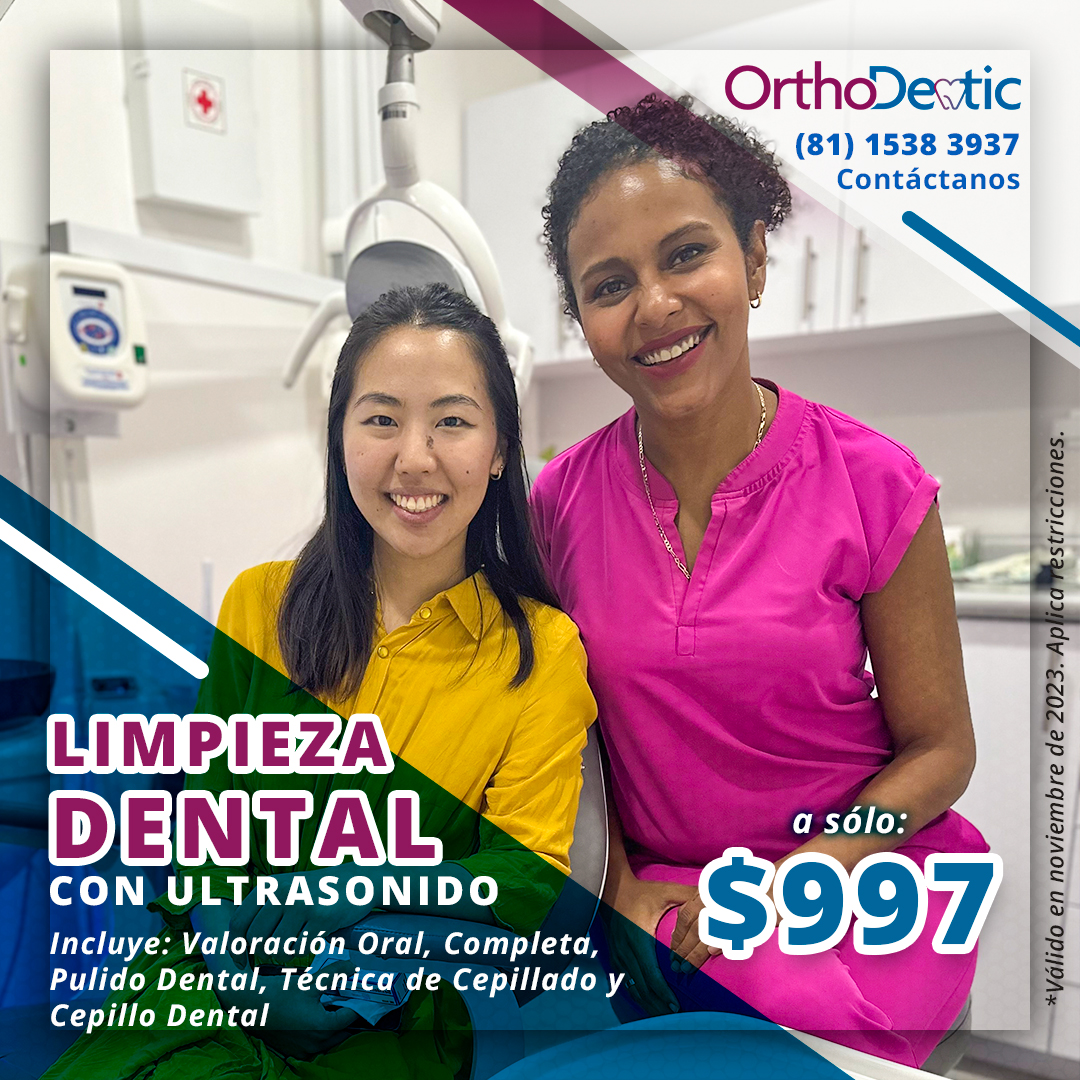 OrthoDentic
(81) 1538 3937
Contáctanos
*Válido en noviembre de 2023. Aplica restricciones.
LIMPIEZA
DENTAL
CON ULTRASONIDO
Incluye: Valoración Oral, Completa,
Pulido Dental, Técnica de Cepillado y
Cepillo Dental
a sólo:
$997